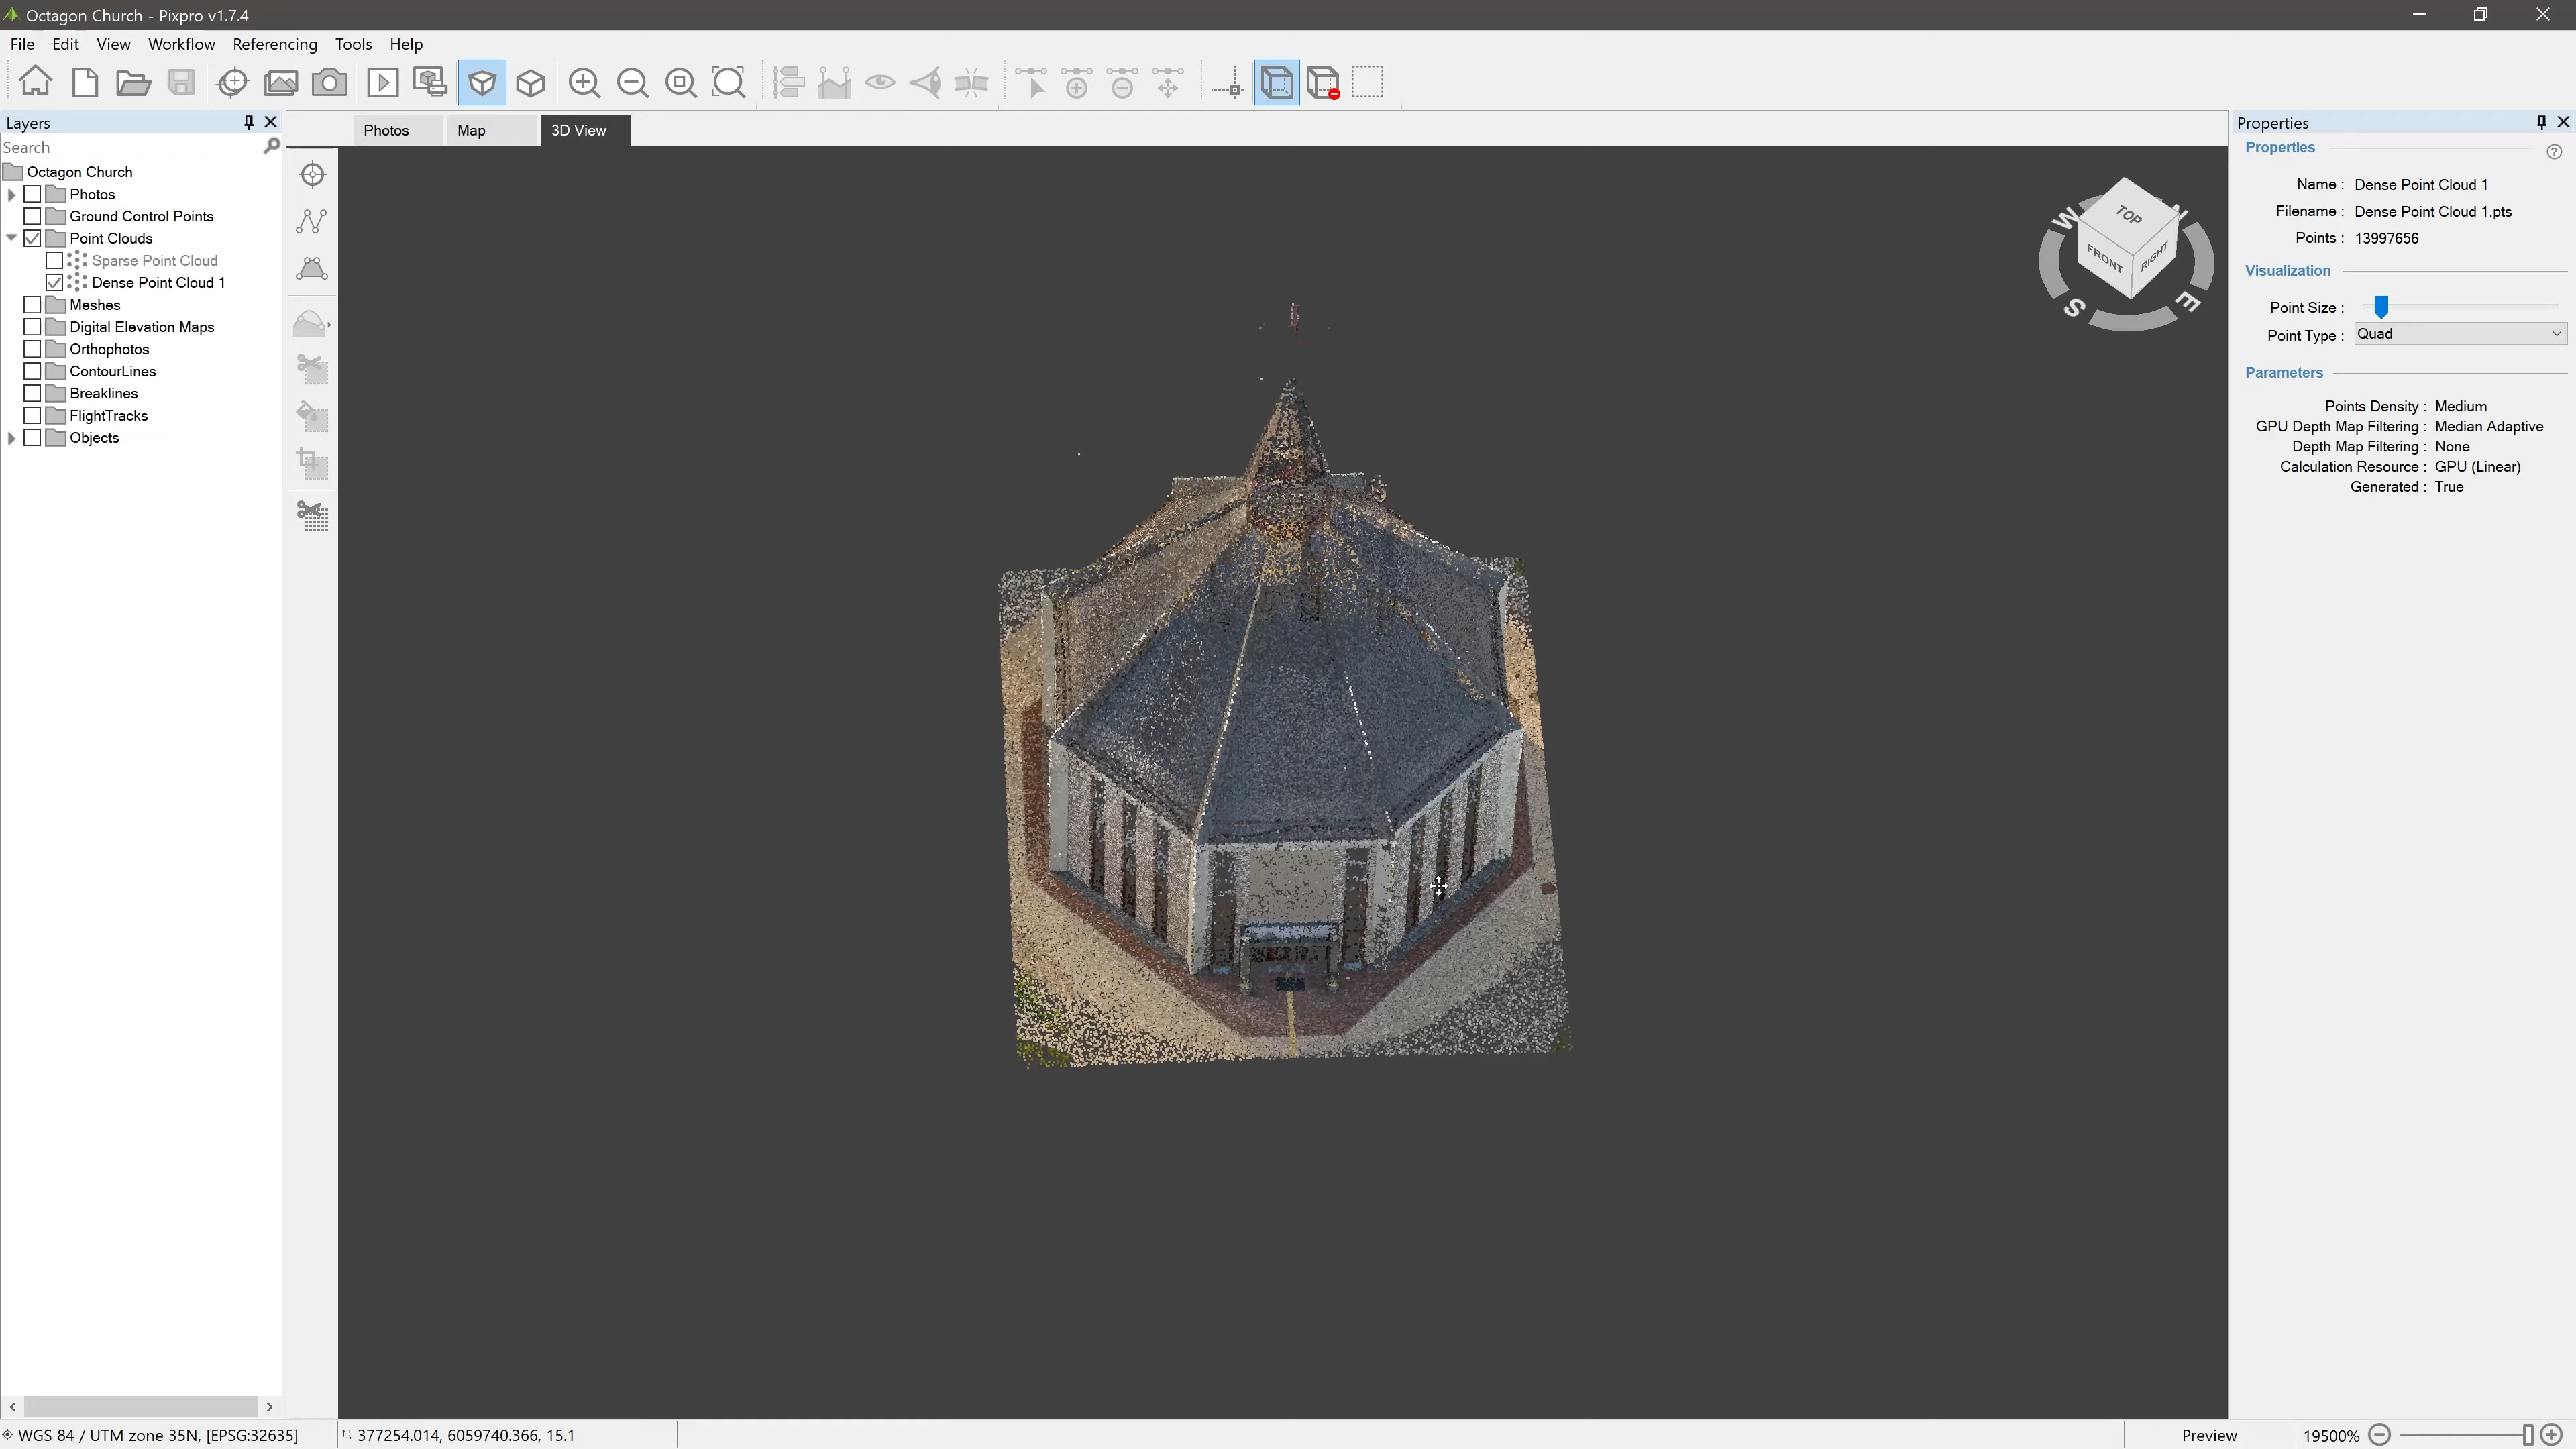 Octagon Church - Pixpro v1.7.4
File Edit View Workflow Referencing Tools Help
Layers
Search
Octagon Church
Photos
Ground Control Points
Point Clouds
Sparse Point Cloud
Dense Point Cloud 1
Meshes
Digital Elevation Maps
Orthophotos
ContourLines
Breaklines
FlightTracks
Objects
Photos Map 3D View
W N
TOP
FRONT RIGHT
S E
Properties
Properties
Name : Dense Point Cloud 1
Filename : Dense Point Cloud 1.pts
Points : 13997656
Visualization
Point Size :
Point Type : Quad
Parameters
Points Density : Medium
GPU Depth Map Filtering : Median Adaptive
Depth Map Filtering : None
Calculation Resource : GPU (Linear)
Generated : True
WGS 84 / UTM zone 35N, [EPSG:32635] 377254.014, 6059740.366, 15.1 Preview 19500%